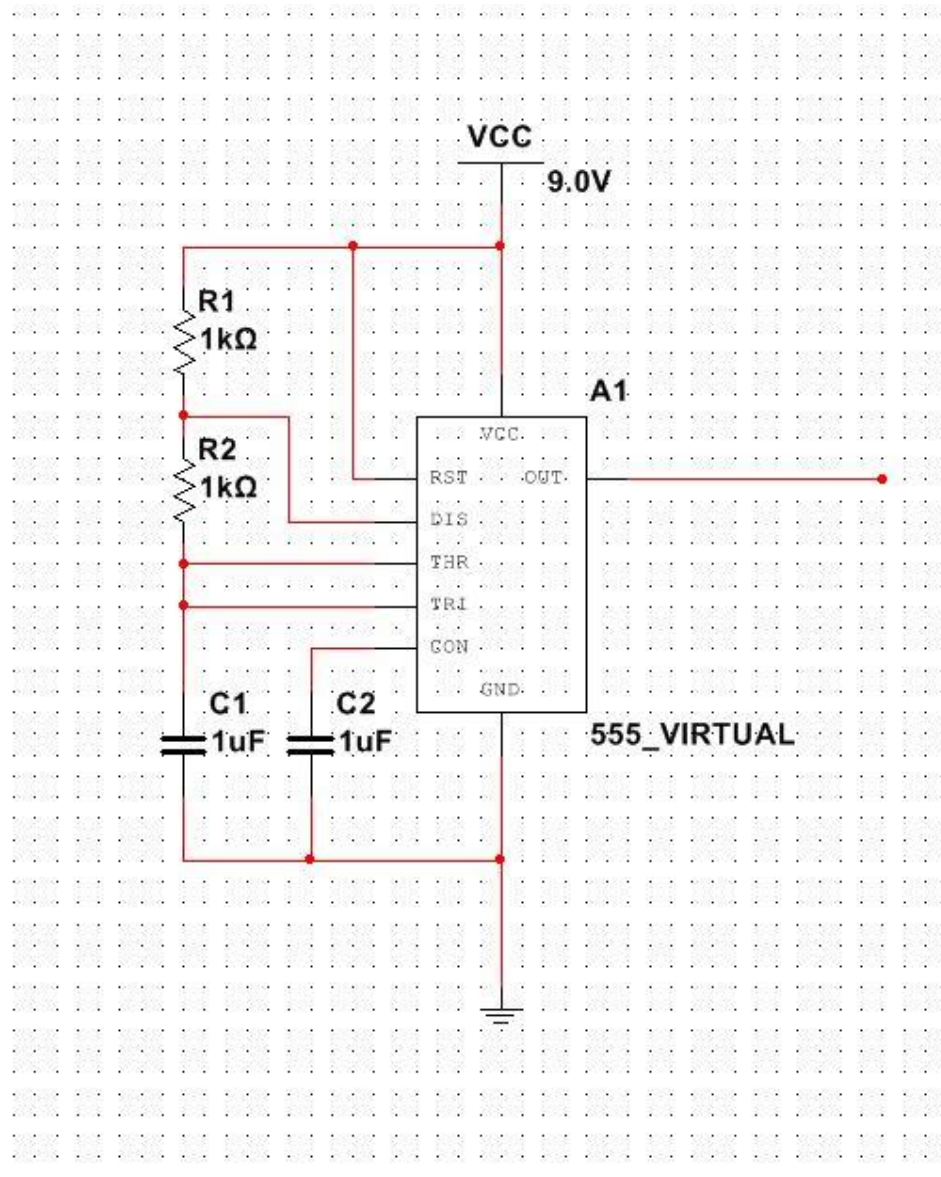 VCC
9.0V
R1
1kΩ
A1
VCC
R2
1kΩ
RST
OUT
DIS
THR
TRI
CON
GND
C1
1uF
C2
1uF
555_VIRTUAL